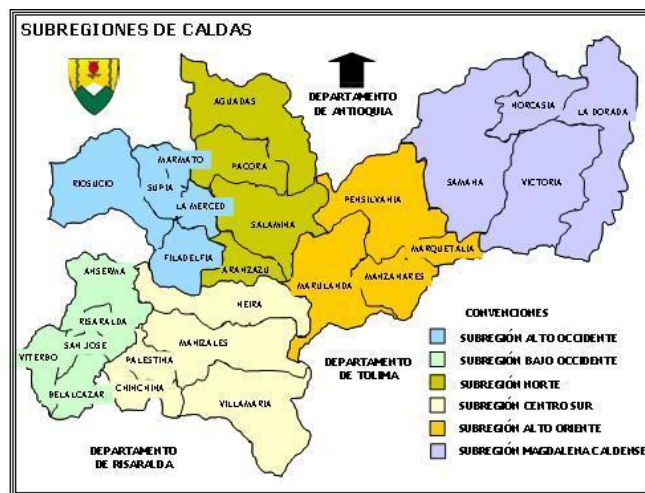 SUBREGIONES DE CALDAS
DEPARTAMENTO
DE ANTIOQUIA
AGUADAS
NORCASIA
LA DORADA
MARMATO
PACORA
RIOSUCIO
SUPIA
SAMANA
VICTORIA
LA MERCED
PENSILVANIA
SALAMINA
FILADELFIA
MARQUETALIA
ARANZAZU
MARULANDA
MANZANARES
ANSERMA
NEIRA
RISARALDA
SAN JOSE
MANIZALES
VITERBO
PALESTINA
DEPARTAMENTO
DE TOLIMA
BELALCAZAR
CHINCHINA
VILLAMARIA
DEPARTAMENTO
DE RISARALDA
CONVENCIONES
SUBREGIÓN ALTO OCCIDENTE
SUBREGIÓN BAJO OCCIDENTE
SUBREGIÓN NORTE
SUBREGIÓN CENTRO SUR
SUBREGIÓN ALTO ORIENTE
SUBREGIÓN MAGDALENA CALDENSE